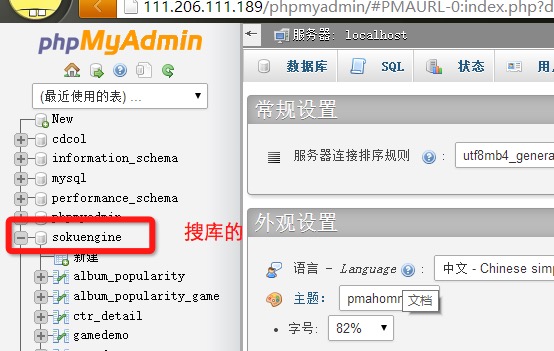 111.206.111.189/phpmyadmin/#PMAURL-0:index.php?d
phpMyAdmin
(最近使用的表) ...
New
cdcol
information_schema
mysql
performance_schema
phpmyadmin
sokuengine
搜库的
新建
album_popularity
album_popularity_game
ctr_detail
gamedemo
服务器: localhost
数据库
SQL
状态
用
常规设置
服务器连接排序规则
: utf8mb4_genera
外观设置
语言 - Language
: 中文 - Chinese simp
主题: pmahomm
文档
字号: 82%